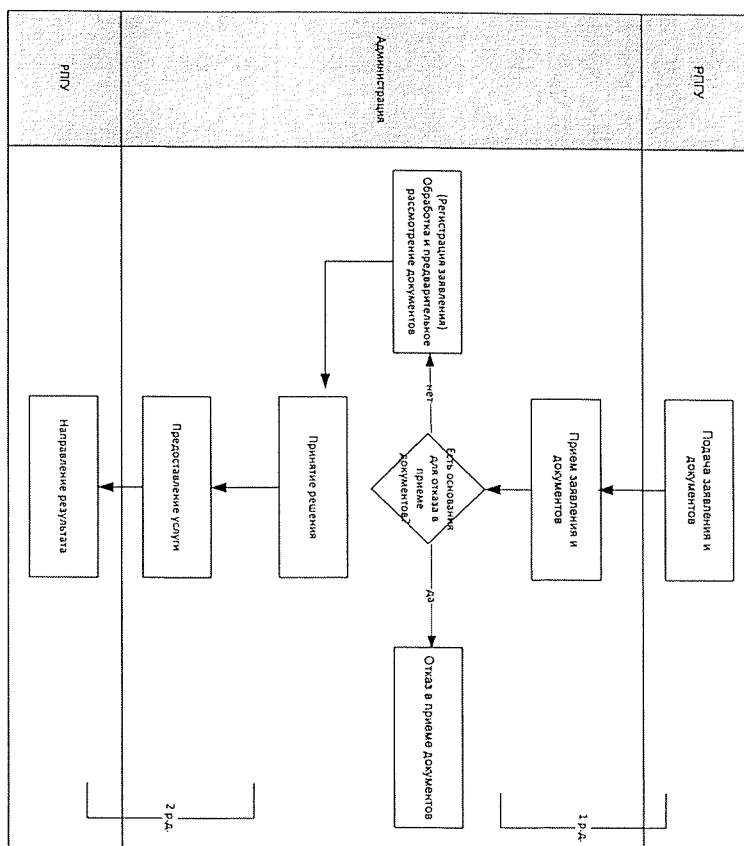 РПГУ
Подача заявления и
документов
1 р.д.
Администрация
Прием заявления и
документов
Есть основания
для отказа в
приеме
документов?
нет
да
(Регистрация заявления)
Обработка и предварительное
рассмотрение документов
Отказ в приеме документов
Принятие решения
Предоставление услуги
2 р.д.
РПГУ
Направление результата